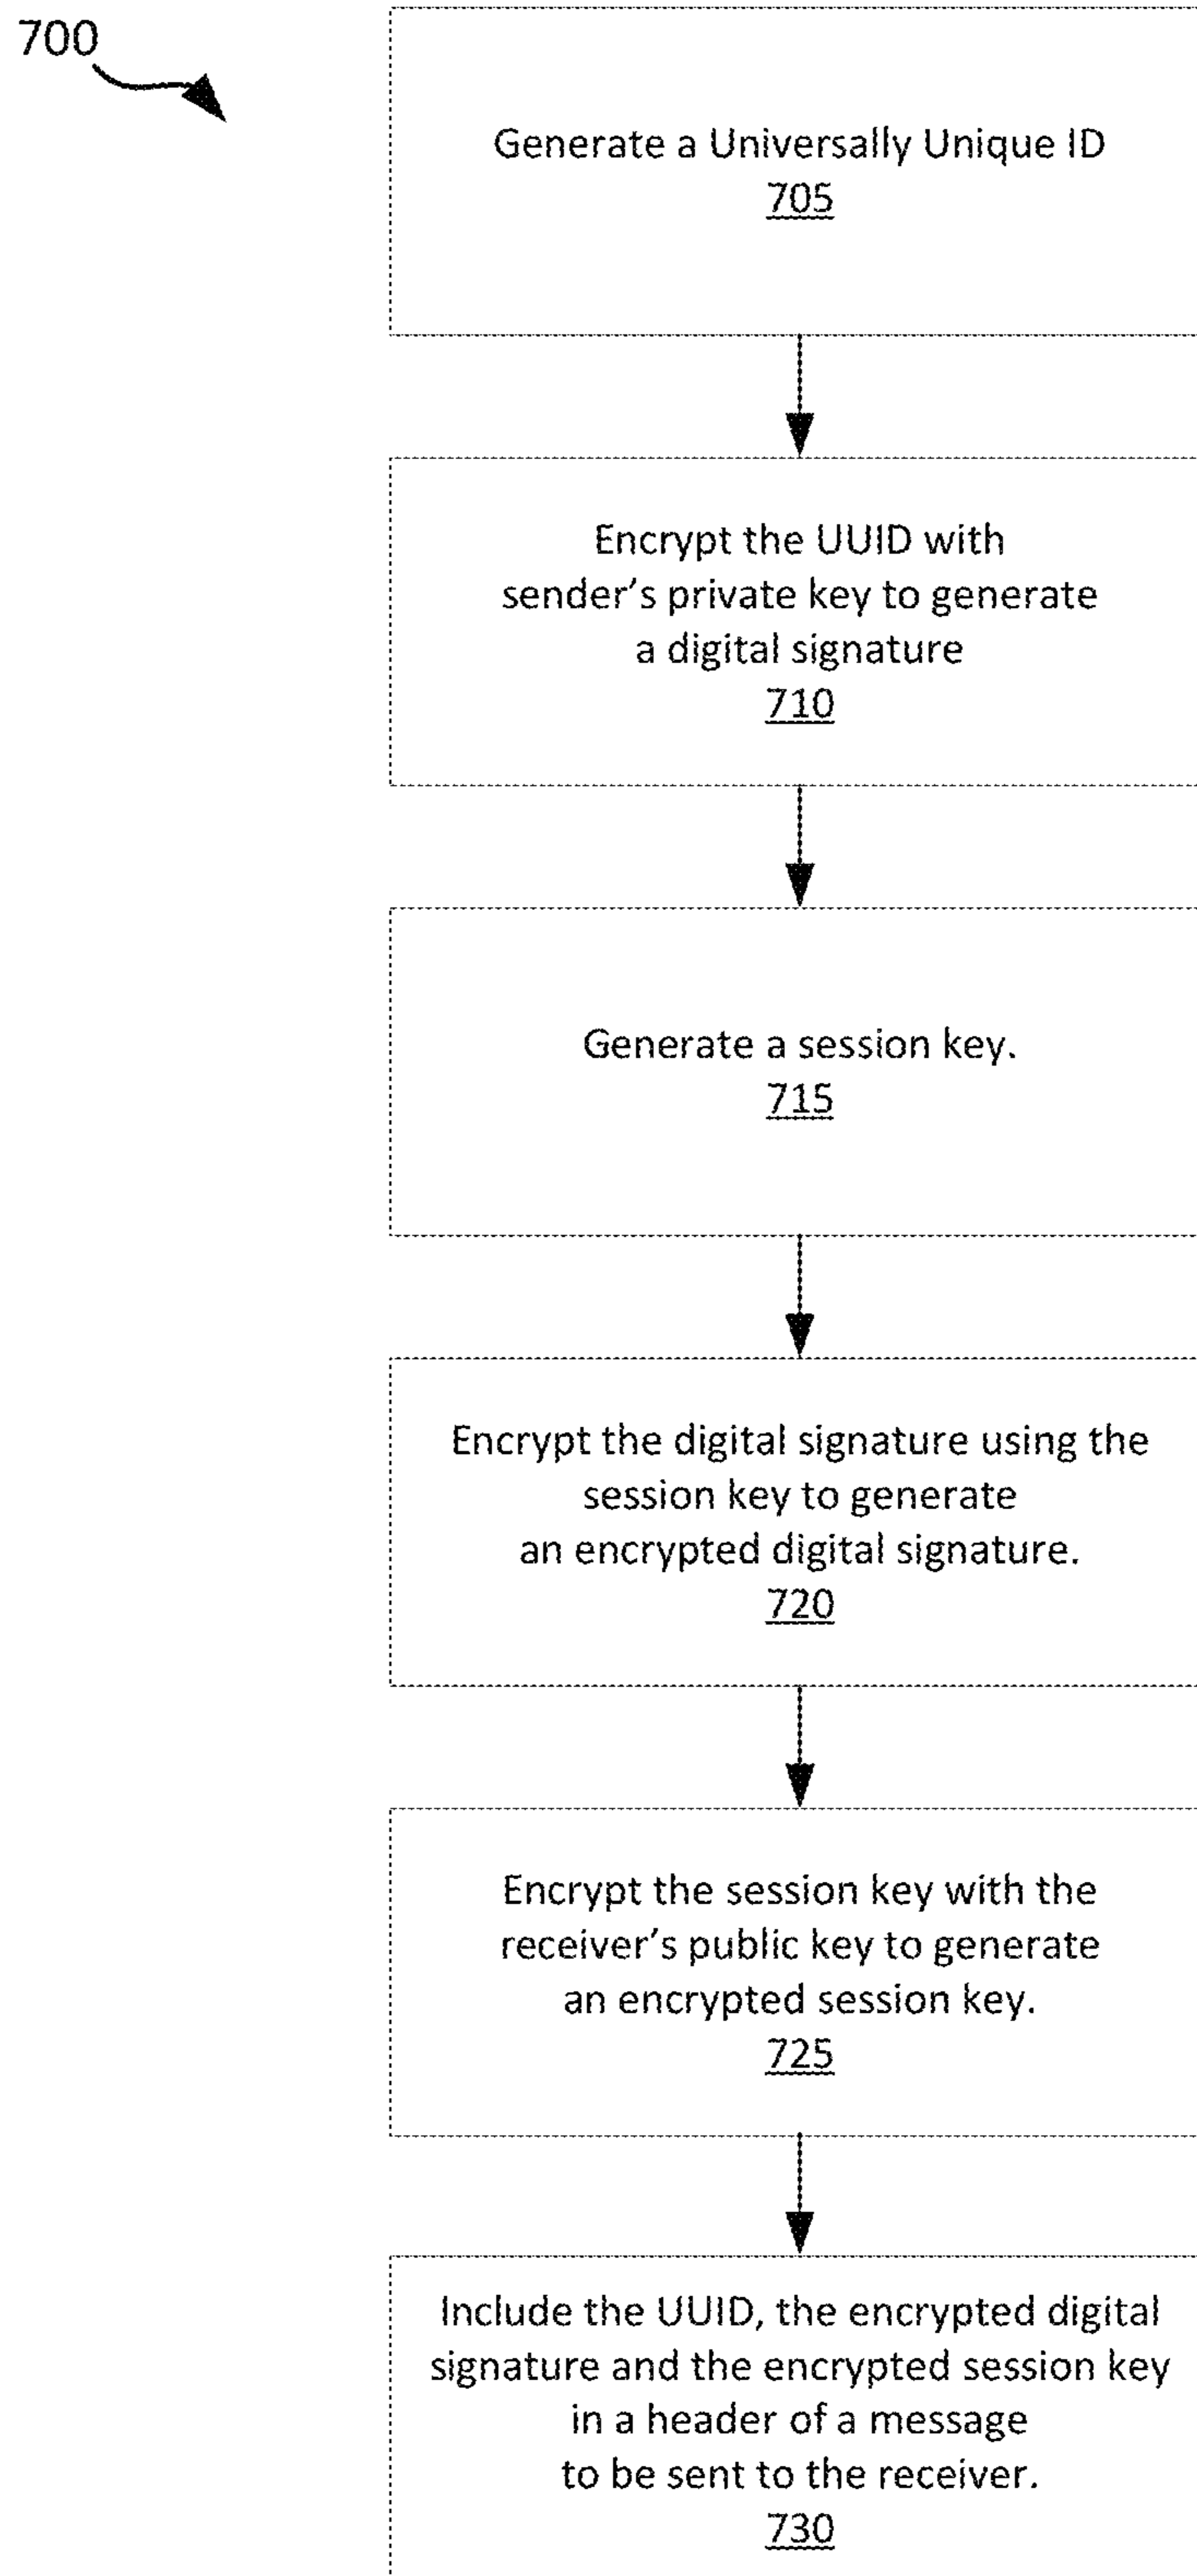 700
Generate a Universally Unique ID
705
Encrypt the UUID with
sender’s private key to generate
a digital signature
710
Generate a session key.
715
Encrypt the digital signature using the
session key to generate
an encrypted digital signature.
720
Encrypt the session key with the
receiver’s public key to generate
an encrypted session key.
725
Include the UUID, the encrypted digital
signature and the encrypted session key
in a header of a message
to be sent to the receiver.
730